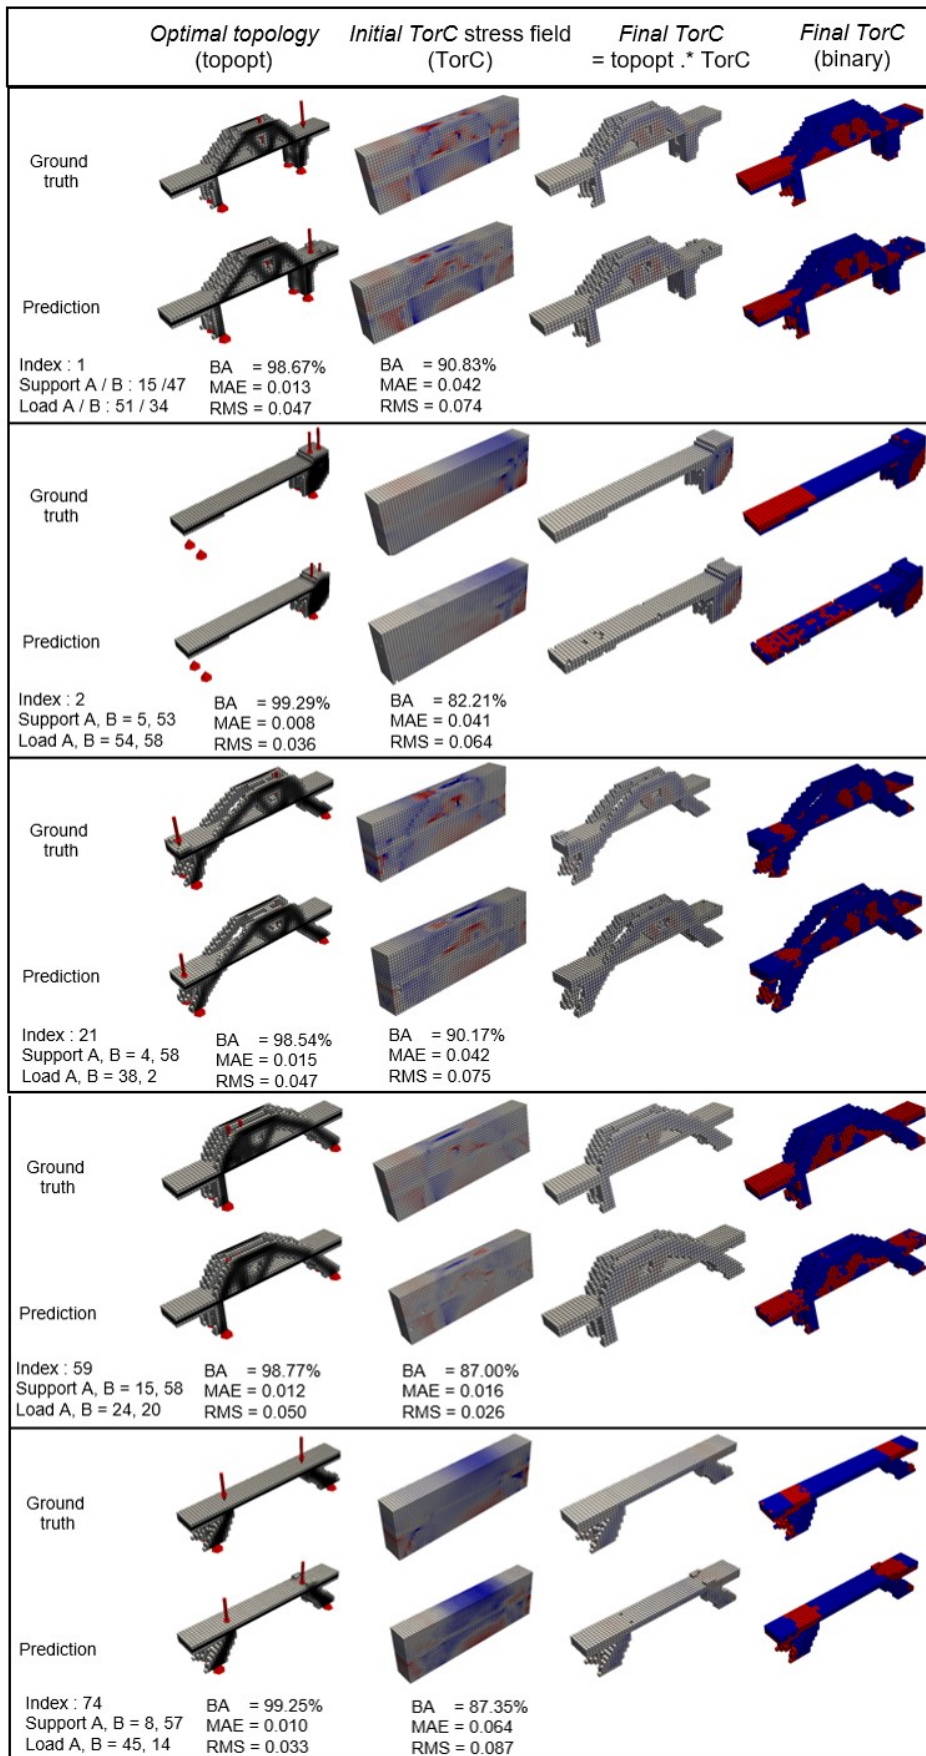 Optimal topology
(topopt)
Initial TorC stress field
(TorC)
Final TorC
= topopt .* TorC
Final TorC
(binary)
Ground
truth
Prediction
Index : 1
Support A / B : 15 /47
Load A / B : 51 / 34
BA = 98.67%
MAE = 0.013
RMS = 0.047
BA = 90.83%
MAE = 0.042
RMS = 0.074
Ground
truth
Prediction
Index : 2
Support A, B = 5, 53
Load A, B = 54, 58
BA = 99.29%
MAE = 0.008
RMS = 0.036
BA = 82.21%
MAE = 0.041
RMS = 0.064
Ground
truth
Prediction
Index : 21
Support A, B = 4, 58
Load A, B = 38, 2
BA = 98.54%
MAE = 0.015
RMS = 0.047
BA = 90.17%
MAE = 0.042
RMS = 0.075
Ground
truth
Prediction
Index : 59
Support A, B = 15, 58
Load A, B = 24, 20
BA = 98.77%
MAE = 0.012
RMS = 0.050
BA = 87.00%
MAE = 0.016
RMS = 0.026
Ground
truth
Prediction
Index : 74
Support A, B = 8, 57
Load A, B = 45, 14
BA = 99.25%
MAE = 0.010
RMS = 0.033
BA = 87.35%
MAE = 0.064
RMS = 0.087